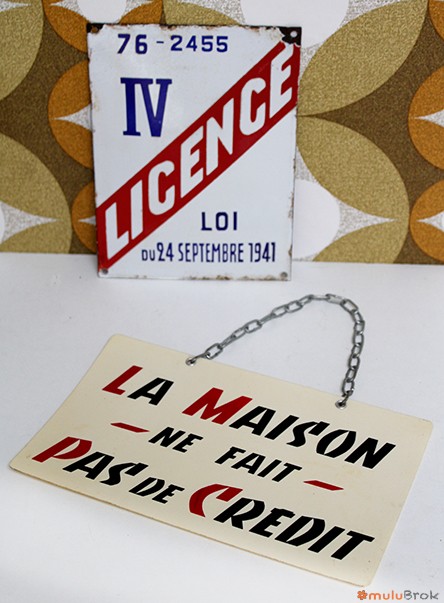 76-2455
IV
LICENCE
LOI
DU 24 SEPTEMBRE 1941
LA MAISON
- NE FAIT -
PAS DE CREDIT
muluBrok